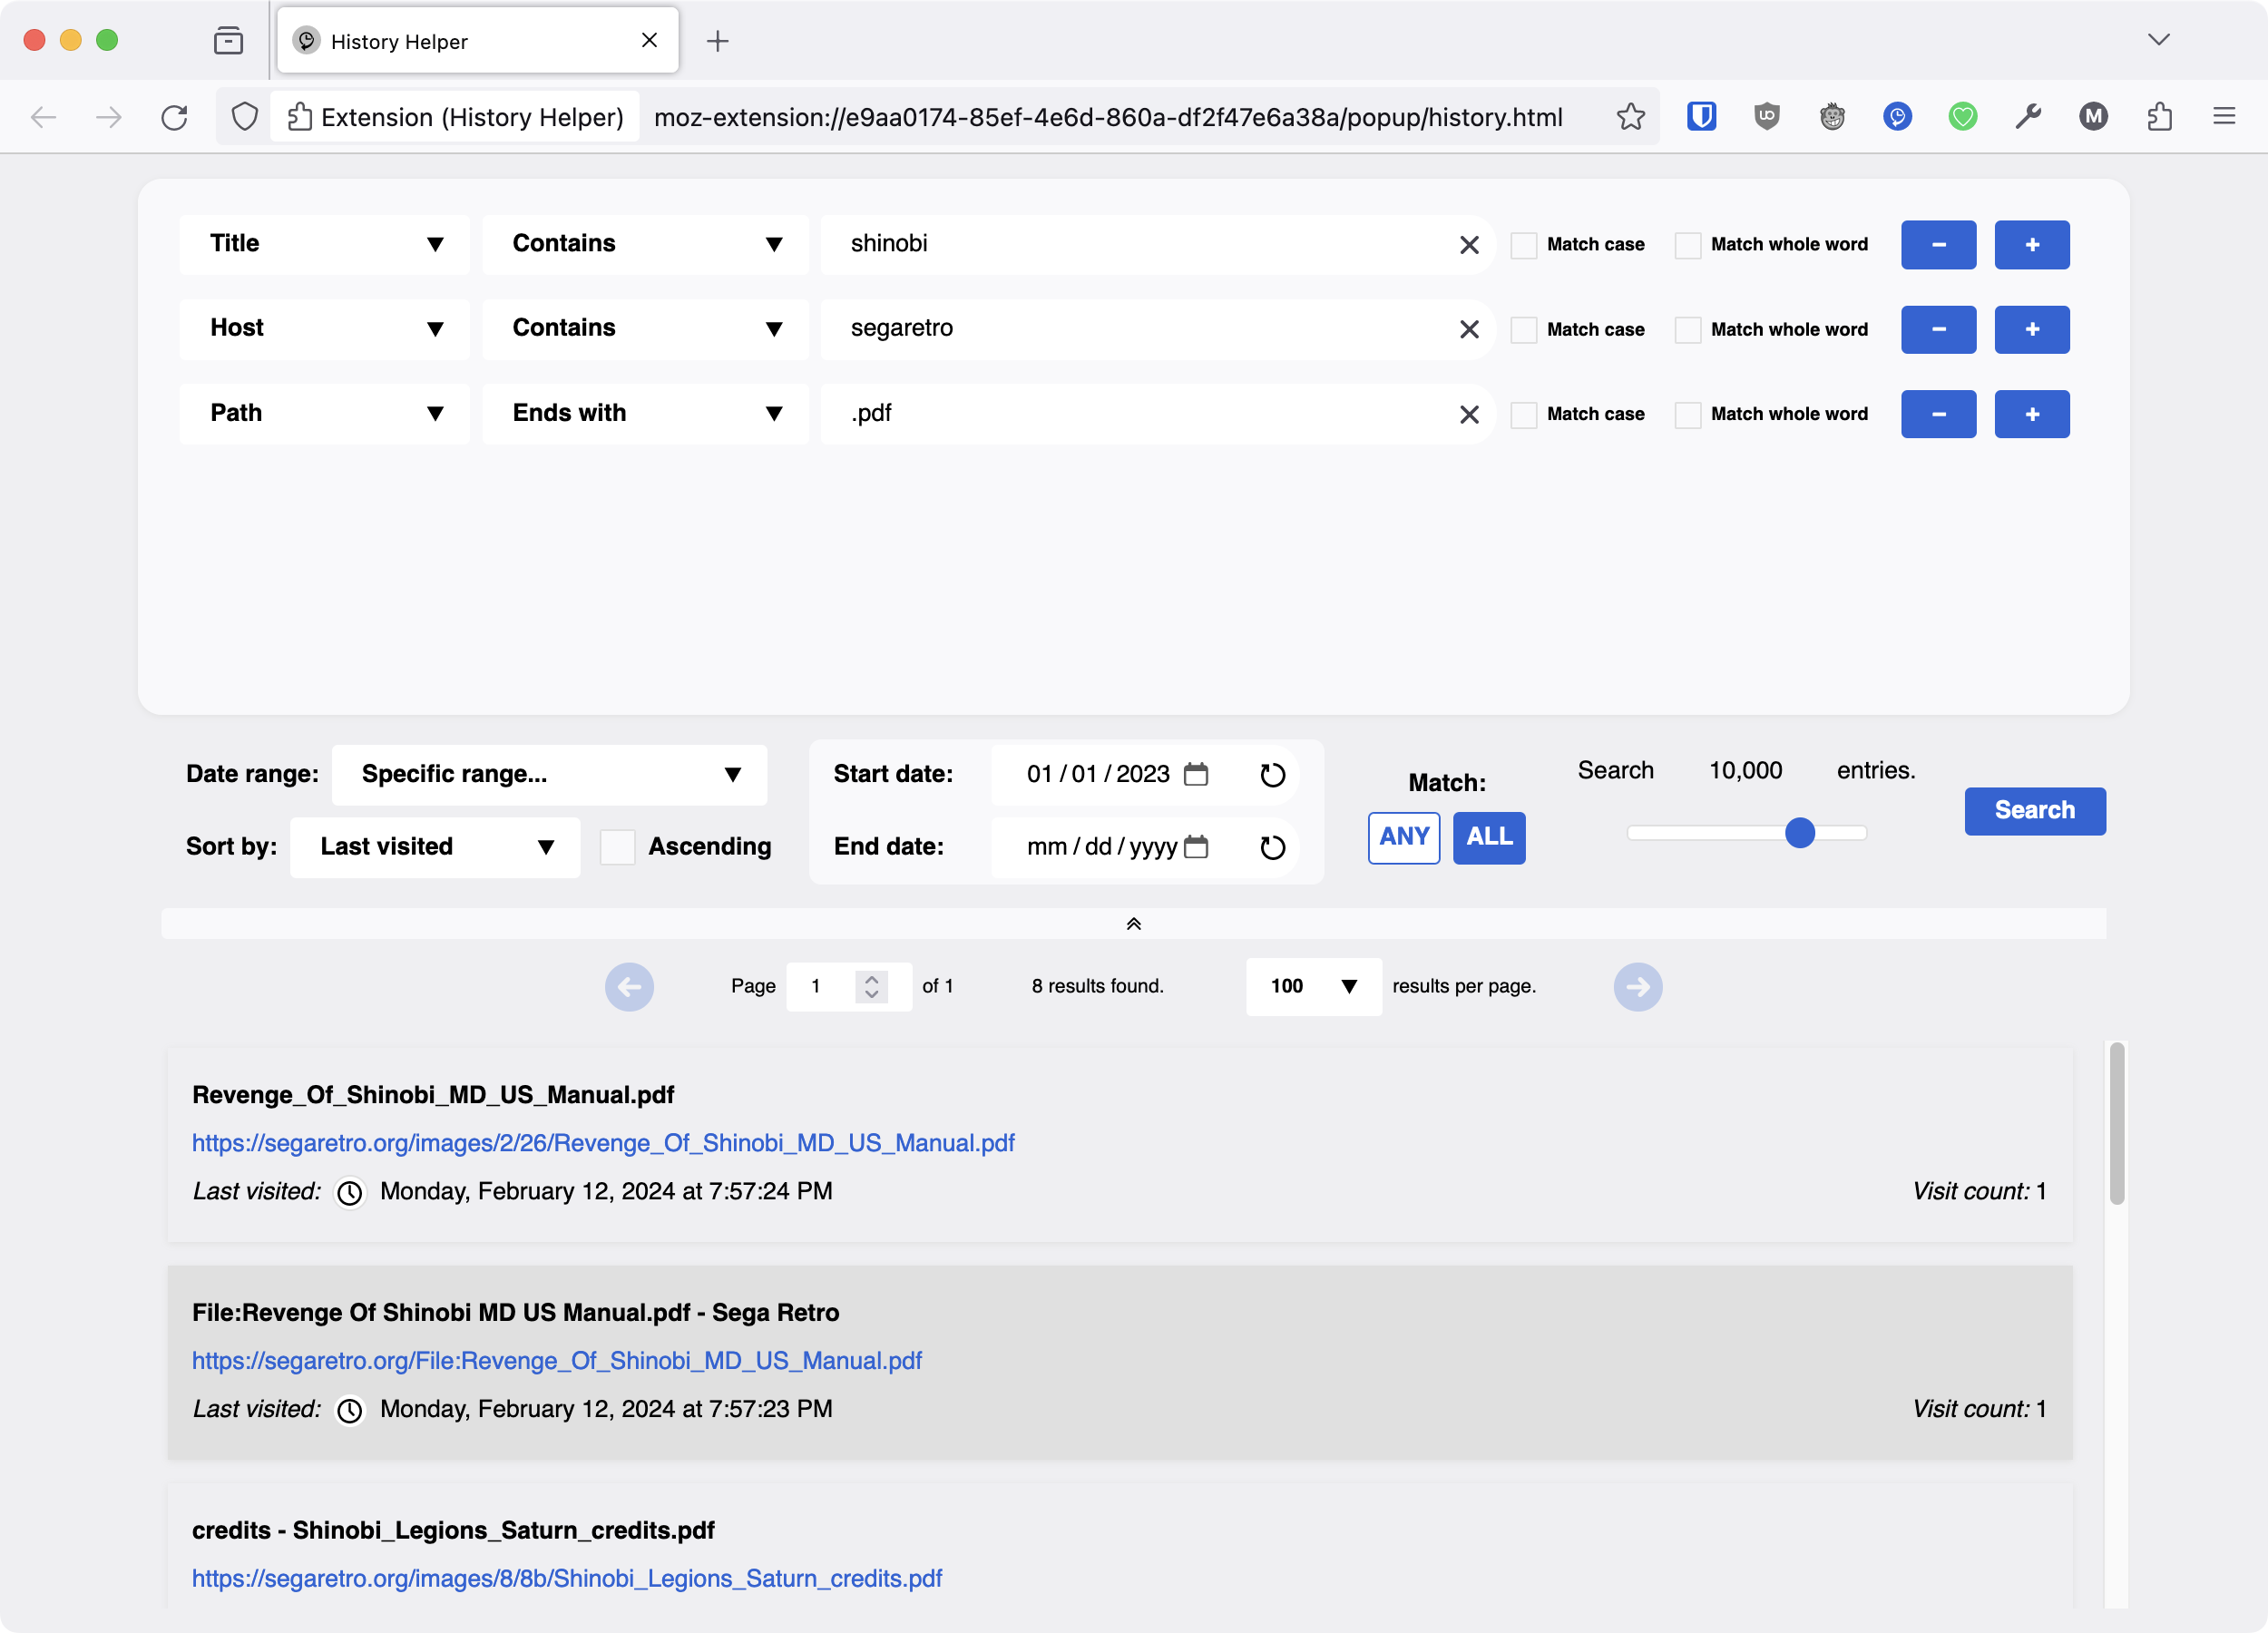 History Helper
Extension (History Helper) moz-extension://e9aa0174-85ef-4e6d-860a-df2f47e6a38a/popup/history.html
Title Contains shinobi Match case Match whole word − +
Host Contains segaretro Match case Match whole word − +
Path Ends with .pdf Match case Match whole word − +
Date range: Specific range... Start date: 01 / 01 / 2023 Match: Search 10,000 entries.
Search
Sort by: Last visited Ascending End date: mm / dd / yyyy ANY ALL
Page 1 of 1 8 results found. 100 results per page.
Revenge_Of_Shinobi_MD_US_Manual.pdf
https://segaretro.org/images/2/26/Revenge_Of_Shinobi_MD_US_Manual.pdf
Last visited: Monday, February 12, 2024 at 7:57:24 PM Visit count: 1
File:Revenge Of Shinobi MD US Manual.pdf - Sega Retro
https://segaretro.org/File:Revenge_Of_Shinobi_MD_US_Manual.pdf
Last visited: Monday, February 12, 2024 at 7:57:23 PM Visit count: 1
credits - Shinobi_Legions_Saturn_credits.pdf
https://segaretro.org/images/8/8b/Shinobi_Legions_Saturn_credits.pdf